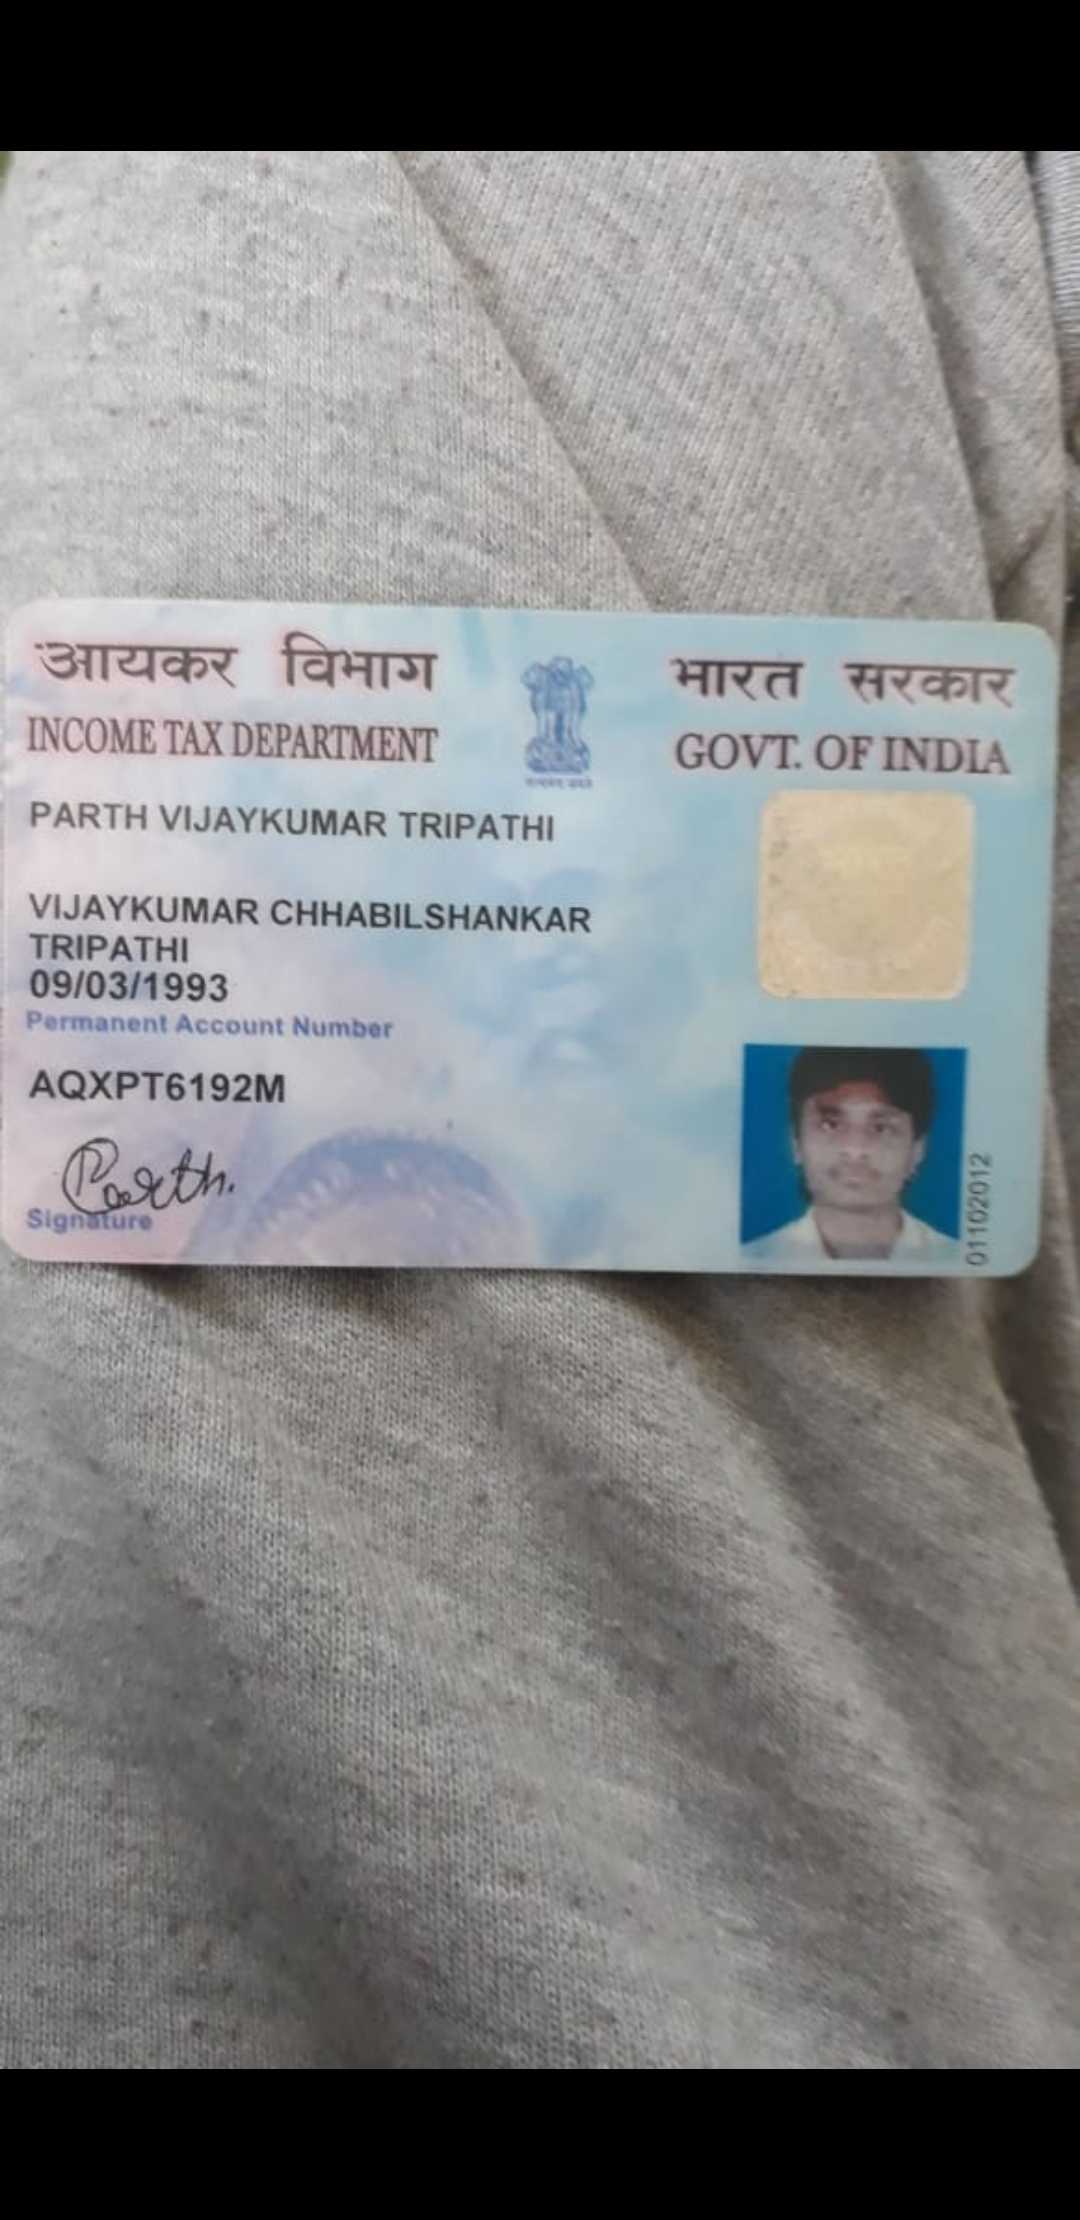 आयकर विभाग
INCOME TAX DEPARTMENT
भारत सरकार
GOVT. OF INDIA
PARTH VIJAYKUMAR TRIPATHI
VIJAYKUMAR CHHABILSHANKAR
TRIPATHI
09/03/1993
Permanent Account Number
AQXPT6192M
Parth.
Signature
01102012